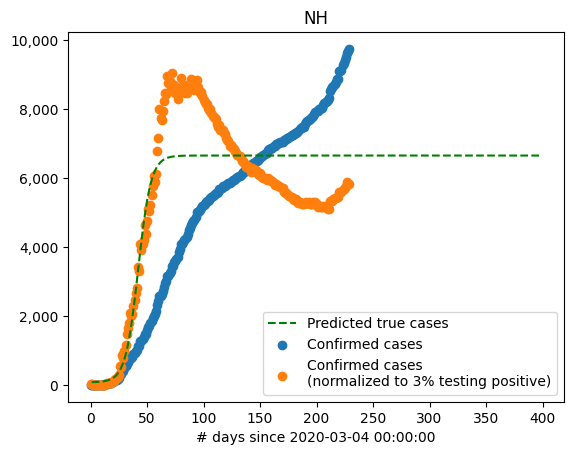 NH
10,000
8,000
6,000
4,000
2,000
0
Predicted true cases
Confirmed cases
Confirmed cases
(normalized to 3% testing positive)
0 50 100 150 200 250 300 350 400
# days since 2020-03-04 00:00:00